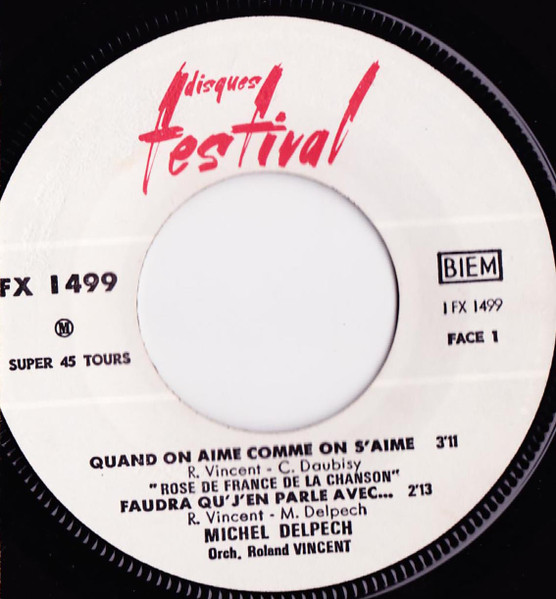 disques
festival
FX 1499
M
SUPER 45 TOURS
BIEM
1 FX 1499
FACE 1
QUAND ON AIME COMME ON S'AIME 3'11
R. Vincent - C. Daubisy
"ROSE DE FRANCE DE LA CHANSON"
FAUDRA QU'J'EN PARLE AVEC... 2'13
R. Vincent - M. Delpech
MICHEL DELPECH
Orch. Roland VINCENT